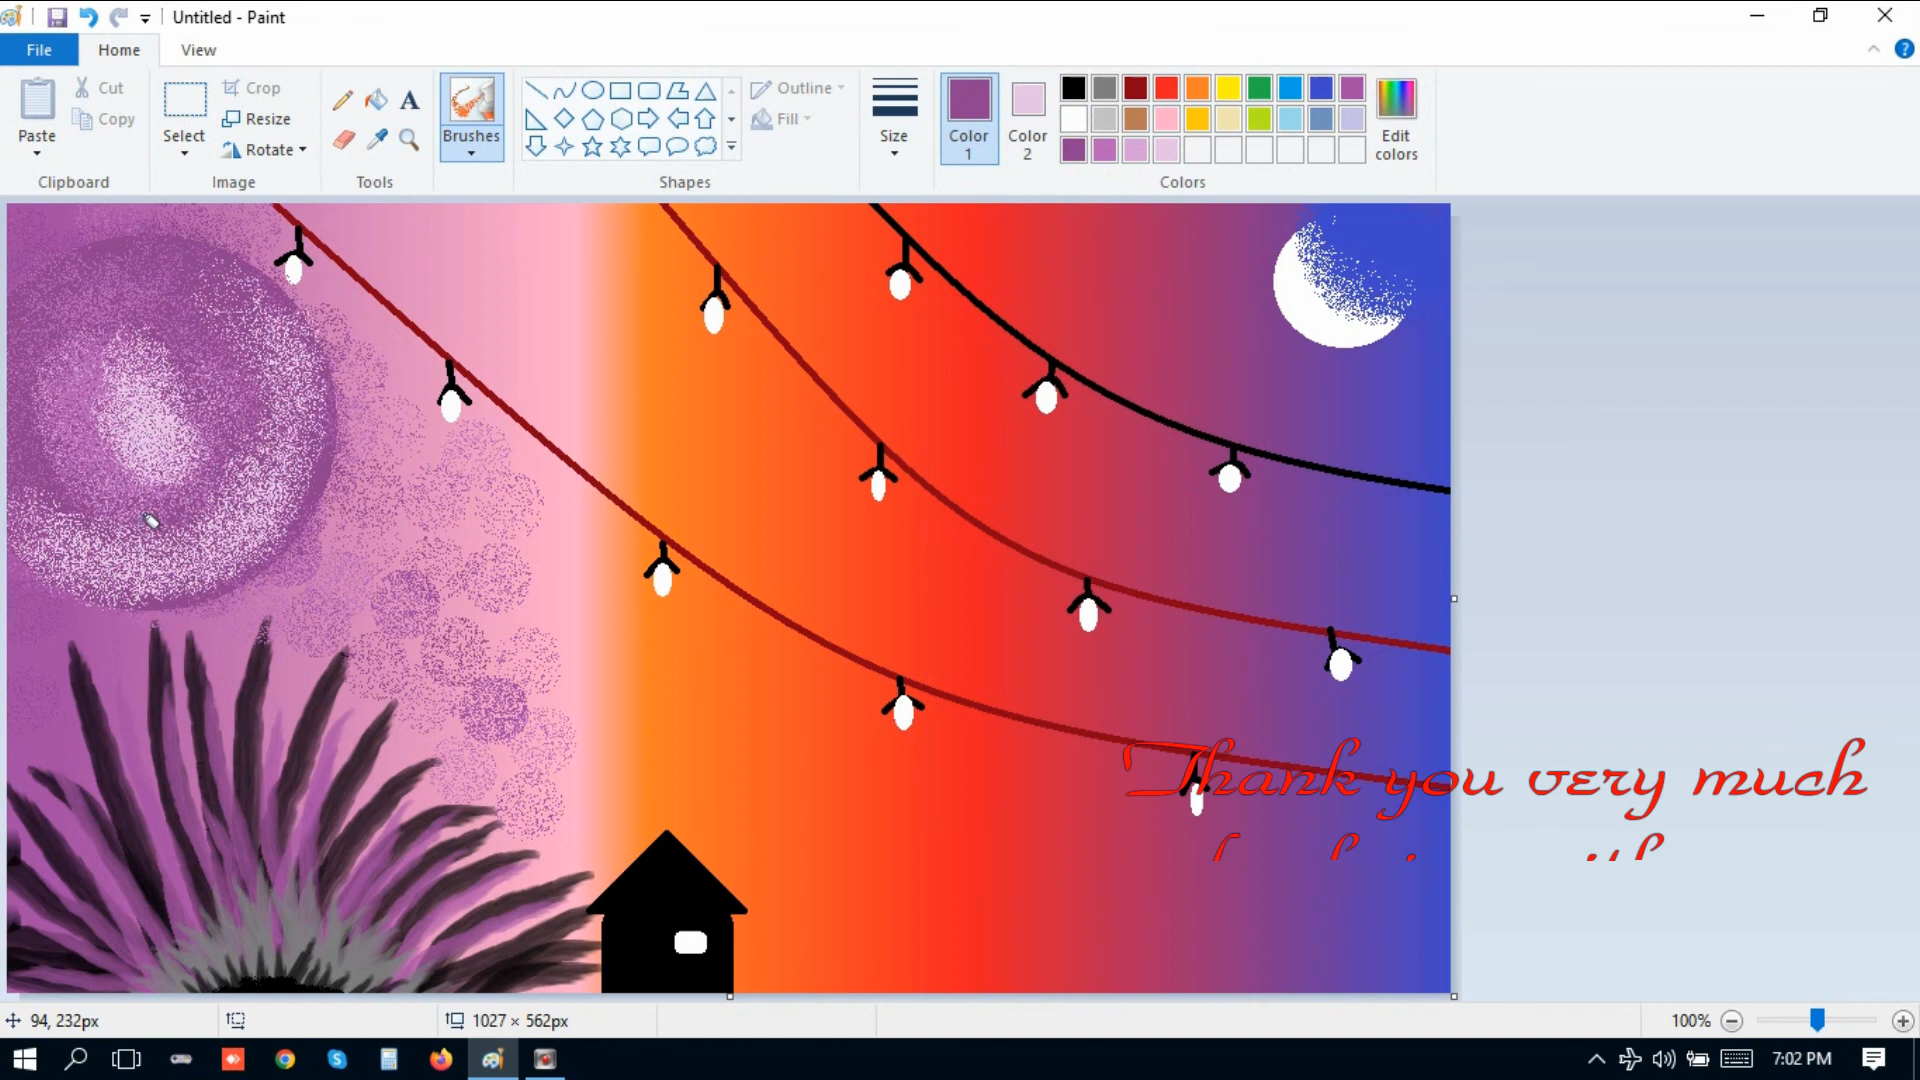 Untitled - Paint
File
Home
View
Paste
Cut
Copy
Clipboard
Select
Crop
Resize
Rotate
Image
Tools
Brushes
Shapes
Outline
Fill
Size
Color
1
Color
2
Edit
colors
Colors
Thank you very much
94, 232px
1027 × 562px
100%
7:02 PM